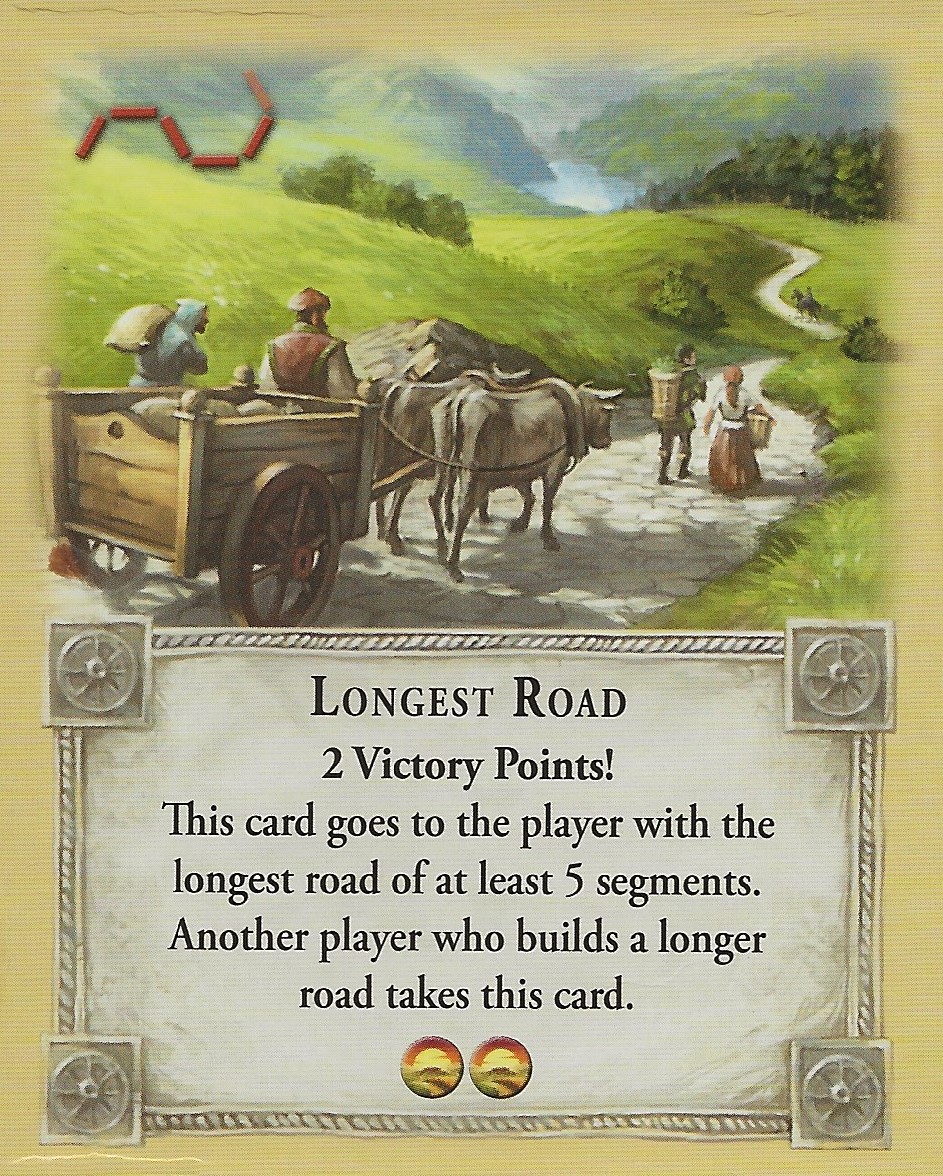 Longest Road
2 Victory Points!
This card goes to the player with the
longest road of at least 5 segments.
Another player who builds a longer
road takes this card.